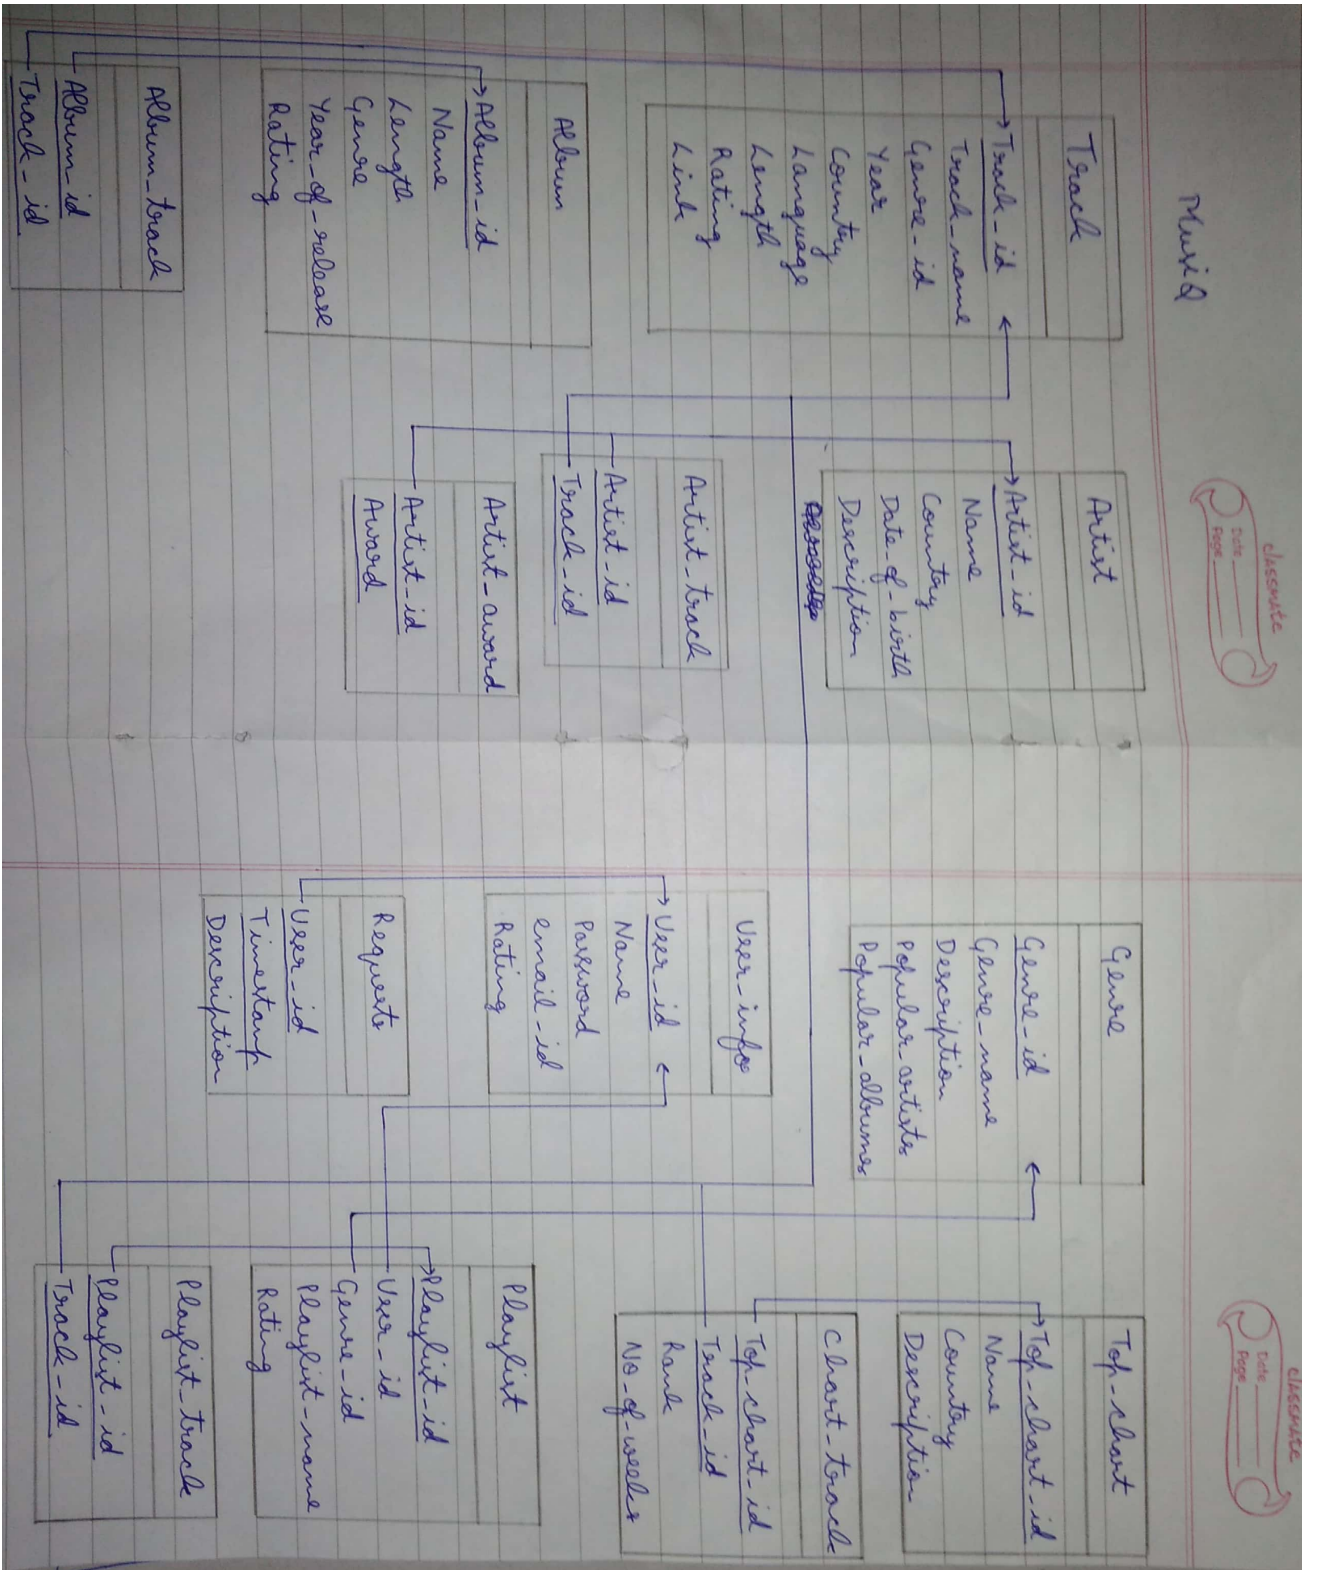 MusiQ
classmate
Date
Page
Track
Track_id
Track_name
Genre_id
Year
Country
Language
Length
Rating
Link
Album
Album_id
Name
Length
Genre
Year_of_release
Rating
Album_track
Album_id
Track_id
Artist
Artist_id
Name
Country
Date_of_birth
Description
Artist_track
Artist_id
Track_id
Artist_award
Artist_id
Award
classmate
Date
Page
Genre
Genre_id
Genre_name
Description
Popular_artists
Popular_albums
User_info
User_id
Name
Password
email_id
Rating
Requests
User_id
Timestamp
Description
Top_chart
Top_chart_id
Name
Country
Description
Chart_track
Top_chart_id
Track_id
Rank
No_of_weeks
Playlist
Playlist_id
User_id
Genre_id
Playlist_name
Rating
Playlist_track
Playlist_id
Track_id